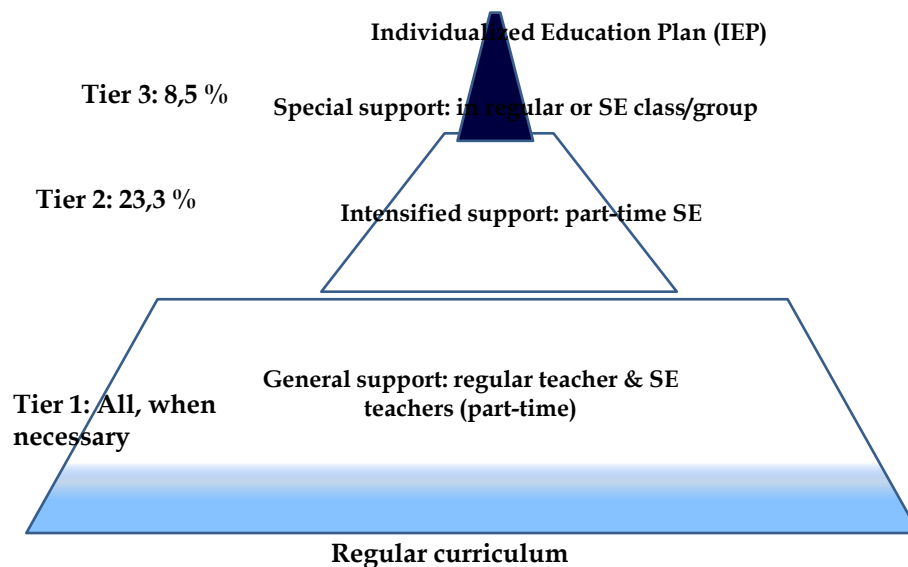 Individualized Education Plan (IEP)
Tier 3: 8,5 %
Special support: in regular or SE class/group
Tier 2: 23,3 %
Intensified support: part-time SE
General support: regular teacher & SE
teachers (part-time)
Tier 1: All, when
necessary
Regular curriculum